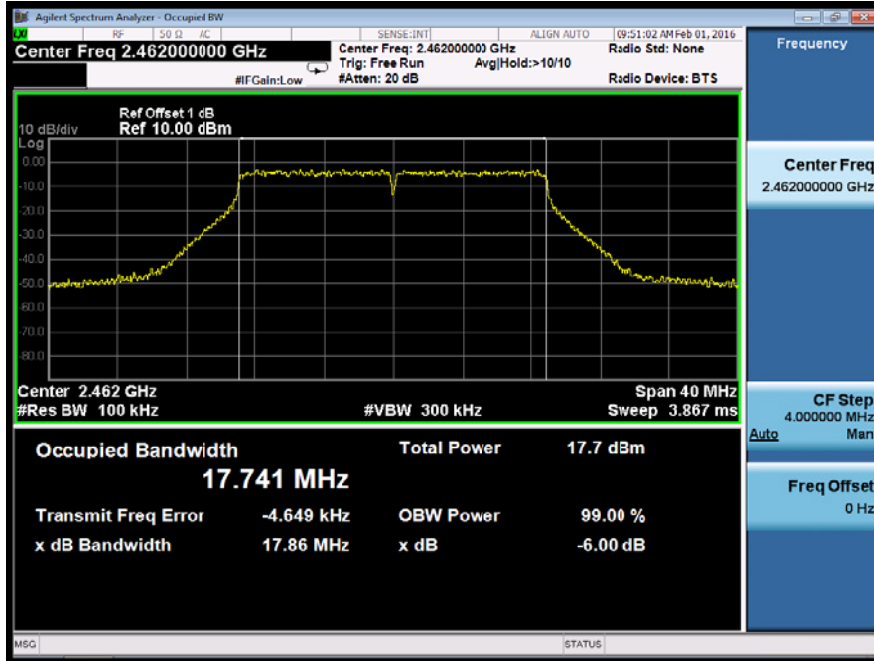 Agilent Spectrum Analyzer - Occupied BW
LXI RF 50 Ω AC SENSE:INT ALIGN AUTO 09:51:02 AM Feb 01, 2016
Center Freq 2.462000000 GHz
Center Freq: 2.462000000 GHz Radio Std: None
Trig: Free Run Avg|Hold:>10/10
#IFGain:Low #Atten: 20 dB Radio Device: BTS
Frequency
Ref Offset 1 dB
10 dB/div Ref 10.00 dBm
Log
0.00
-10.0
-20.0
-30.0
-40.0
-50.0
-60.0
-70.0
-80.0
Center 2.462 GHz Span 40 MHz
#Res BW 100 kHz #VBW 300 kHz Sweep 3.867 ms
Occupied Bandwidth Total Power 17.7 dBm
17.741 MHz
Transmit Freq Error -4.649 kHz OBW Power 99.00 %
x dB Bandwidth 17.86 MHz x dB -6.00 dB
Center Freq
2.462000000 GHz
CF Step
4.000000 MHz
Auto Man
Freq Offset
0 Hz
MSG STATUS